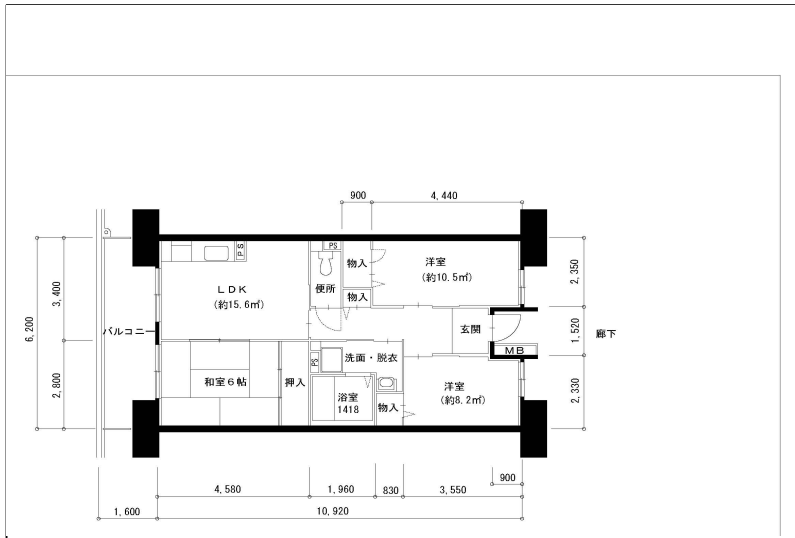 900
4,440
PS
PS
物入
洋室
(約10.5㎡)
2,350
3,400
LDK
(約15.6㎡)
便所
物入
6,200
バルコニー
玄関
1,520
廊下
MB
PS
洗面・脱衣
2,800
和室6帖
押入
浴室
1418
物入
洋室
(約8.2㎡)
2,330
900
4,580
1,960
830
3,550
1,600
10,920